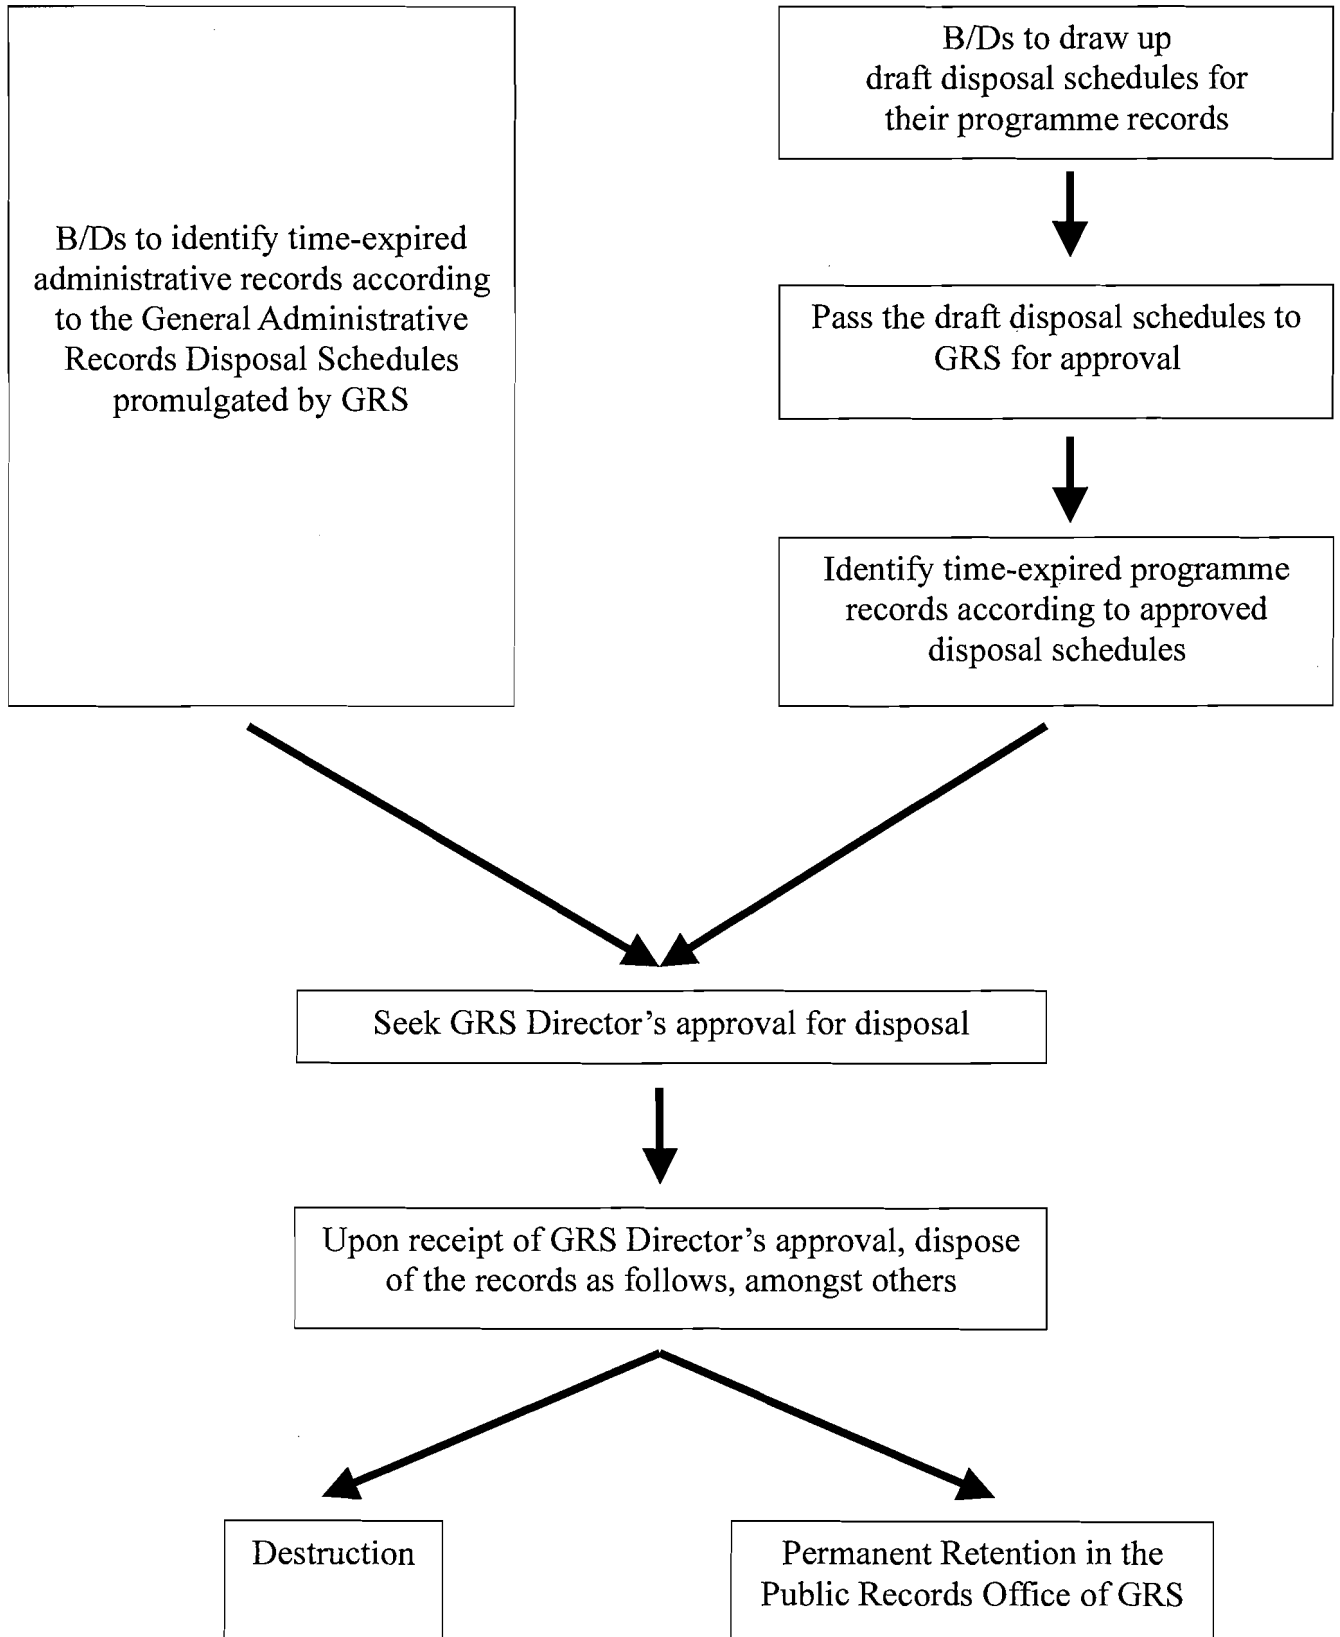 B/Ds to identify time-expired
administrative records according
to the General Administrative
Records Disposal Schedules
promulgated by GRS
B/Ds to draw up
draft disposal schedules for
their programme records
Pass the draft disposal schedules to
GRS for approval
Identify time-expired programme
records according to approved
disposal schedules
Seek GRS Director’s approval for disposal
Upon receipt of GRS Director’s approval, dispose
of the records as follows, amongst others
Destruction
Permanent Retention in the
Public Records Office of GRS